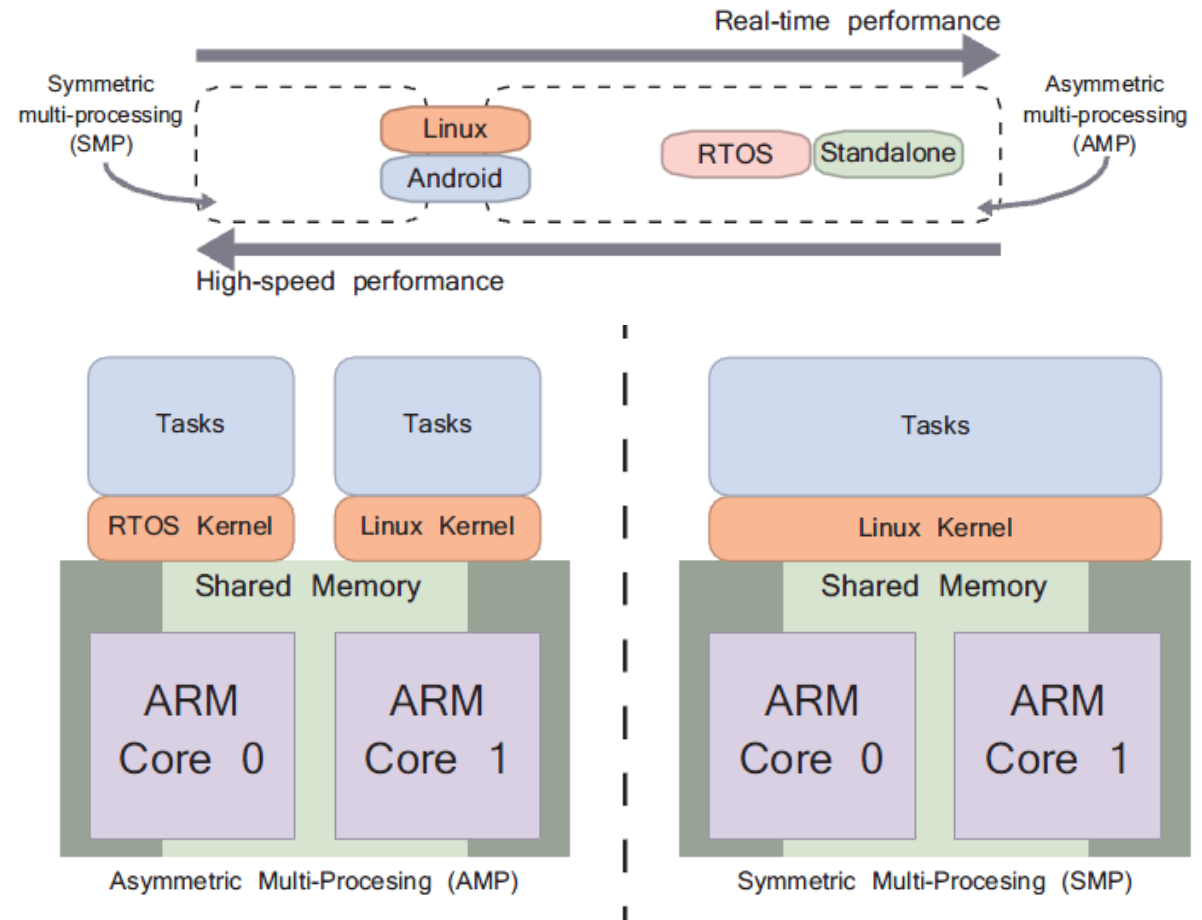 Real-time performance
Symmetric
multi-processing
(SMP)
Asymmetric
multi-processing
(AMP)
Linux
Android
RTOS
Standalone
High-speed performance
Tasks
Tasks
RTOS Kernel
Linux Kernel
Shared Memory
ARM
Core 0
ARM
Core 1
Asymmetric Multi-Procesing (AMP)
Tasks
Linux Kernel
Shared Memory
ARM
Core 0
ARM
Core 1
Symmetric Multi-Procesing (SMP)